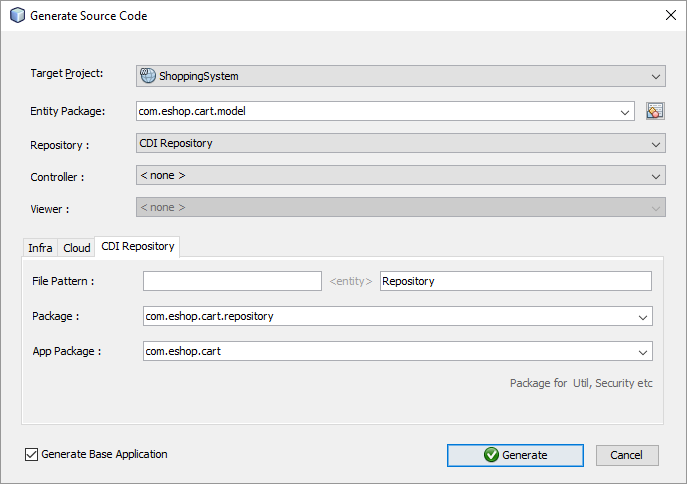 Generate Source Code
Target Project: ShoppingSystem
Entity Package: com.eshop.cart.model
Repository : CDI Repository
Controller : < none >
Viewer : < none >
Infra Cloud CDI Repository
File Pattern : <entity> Repository
Package : com.eshop.cart.repository
App Package : com.eshop.cart
Package for Util, Security etc
Generate Base Application Generate Cancel